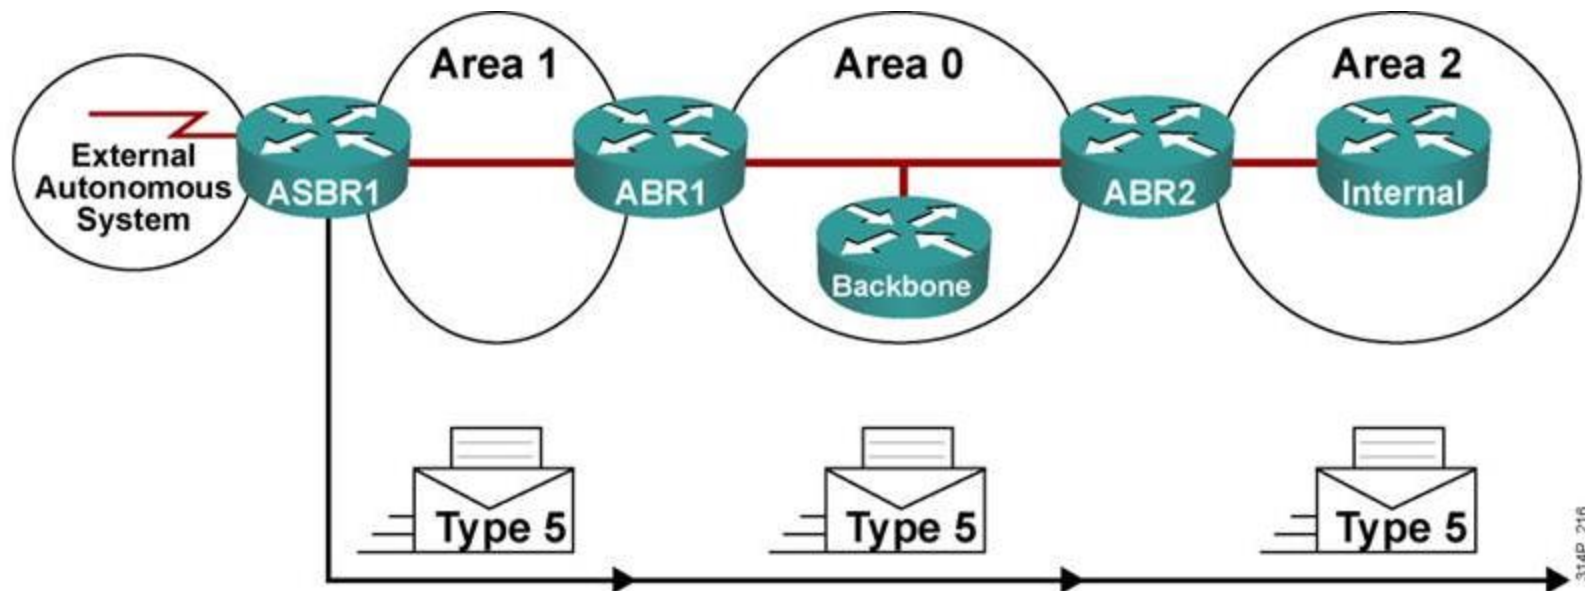 Area 1
Area 0
Area 2
External
Autonomous
System
ASBR1
ABR1
ABR2
Internal
Backbone
Type 5
Type 5
Type 5
314P_216